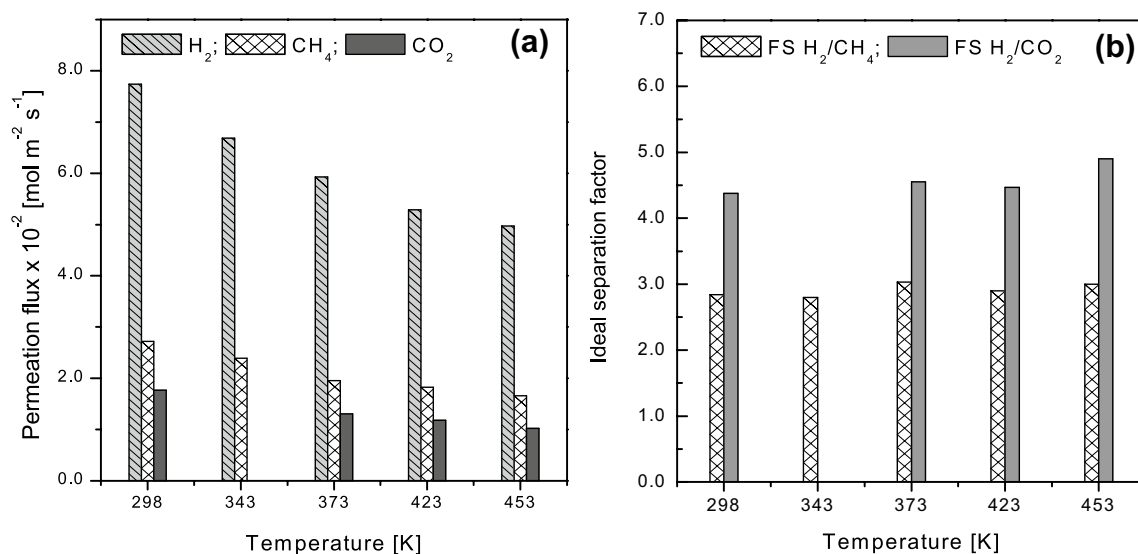 (a)
H₂; CH₄; CO₂
8.0
6.0
4.0
2.0
0.0
Permeation flux x 10⁻² [mol m⁻² s⁻¹]
298 343 373 423 453
Temperature [K]
(b)
FS H₂/CH₄; FS H₂/CO₂
7.0
6.0
5.0
4.0
3.0
2.0
1.0
0.0
Ideal separation factor
298 343 373 423 453
Temperature [K]